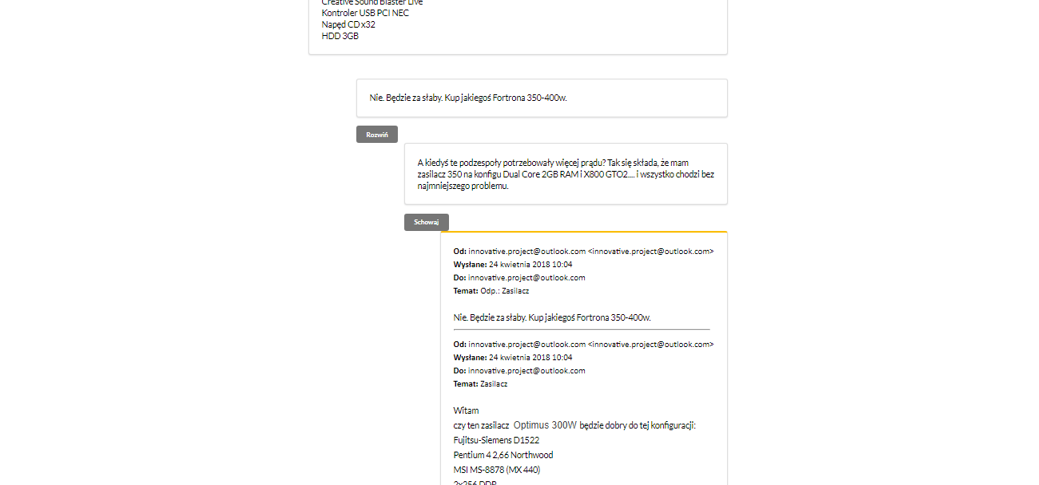 Creative Sound Blaster Live
Kontroler USB PCI NEC
Napęd CD x32
HDD 3GB
Nie. Będzie za słaby. Kup jakiegoś Fortrona 350-400w.
Rozwiń
A kiedyś te podzespoły potrzebowały więcej prądu? Tak się składa, że mam
zasilacz 350 na konfigu Dual Core 2GB RAM i X800 GTO2.... i wszystko chodzi bez
najmniejszego problemu.
Schowaj
Od: innovative.project@outlook.com <innovative.project@outlook.com>
Wysłane: 24 kwietnia 2018 10:04
Do: innovative.project@outlook.com
Temat: Odp.: Zasilacz
Nie. Będzie za słaby. Kup jakiegoś Fortrona 350-400w.
Od: innovative.project@outlook.com <innovative.project@outlook.com>
Wysłane: 24 kwietnia 2018 10:04
Do: innovative.project@outlook.com
Temat: Zasilacz
Witam
czy ten zasilacz Optimus 300W będzie dobry do tej konfiguracji:
Fujitsu-Siemens D1522
Pentium 4 2,66 Northwood
MSI MS-8878 (MX 440)
2x256 DDR